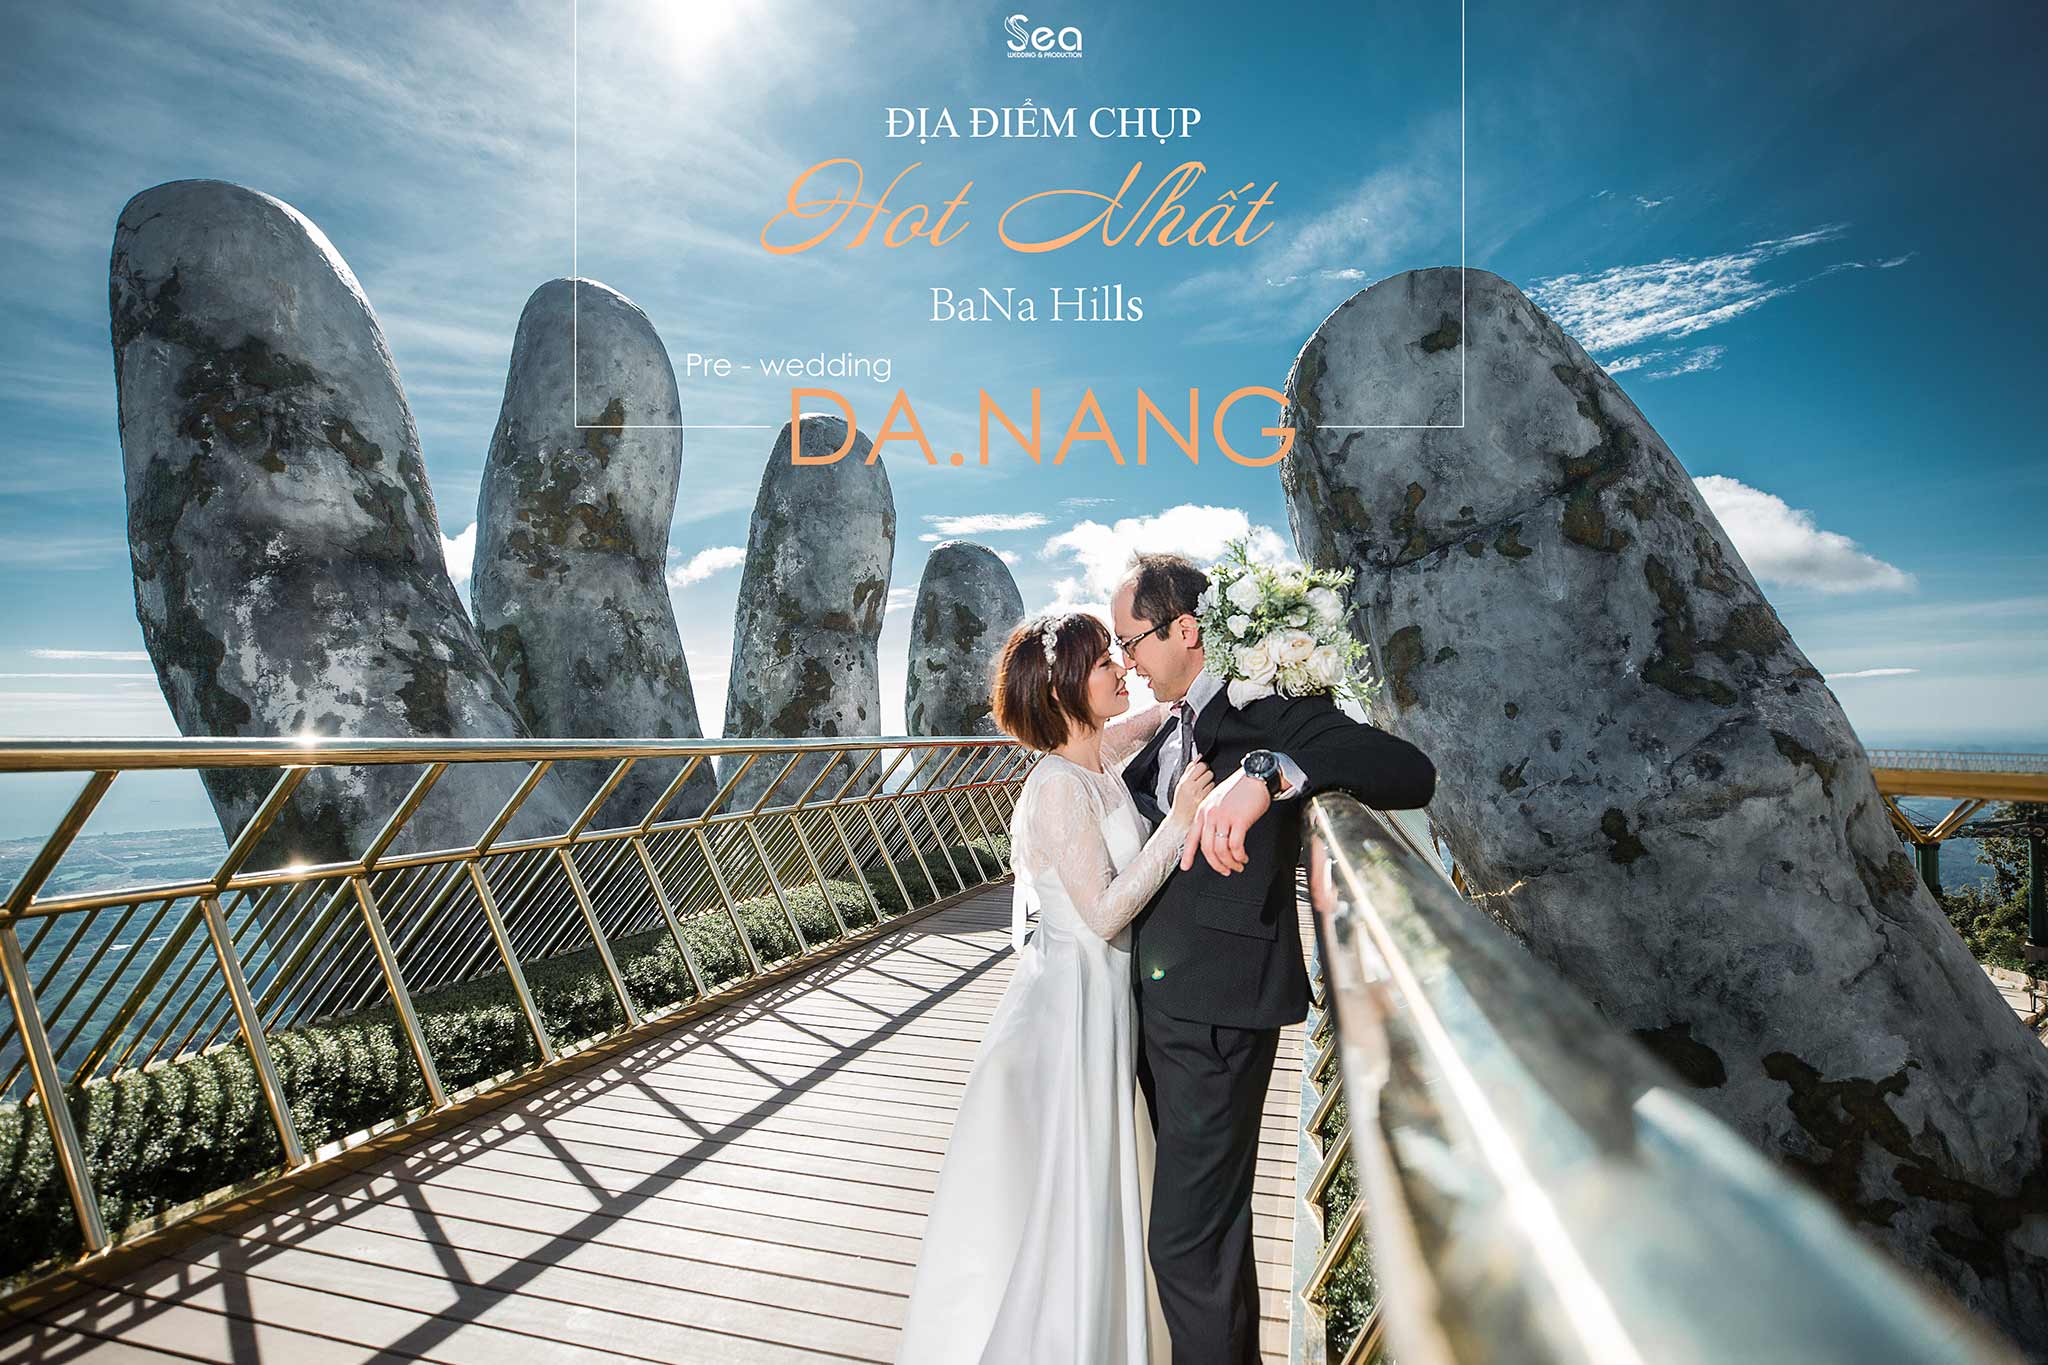 Sea
WEDDING & PRODUCTION
ĐỊA ĐIỂM CHỤP
Hot Nhất
BaNa Hills
Pre - wedding
DA.NANG